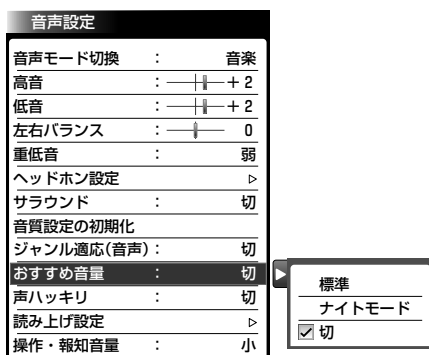 音声設定
音声モード切換 : 音楽
高音 : +2
低音 : +2
左右バランス : 0
重低音 : 弱
ヘッドホン設定
サラウンド : 切
音質設定の初期化
ジャンル適応(音声) : 切
おすすめ音量 : 切
声ハッキリ : 切
読み上げ設定
操作・報知音量 : 小
標準
ナイトモード
切